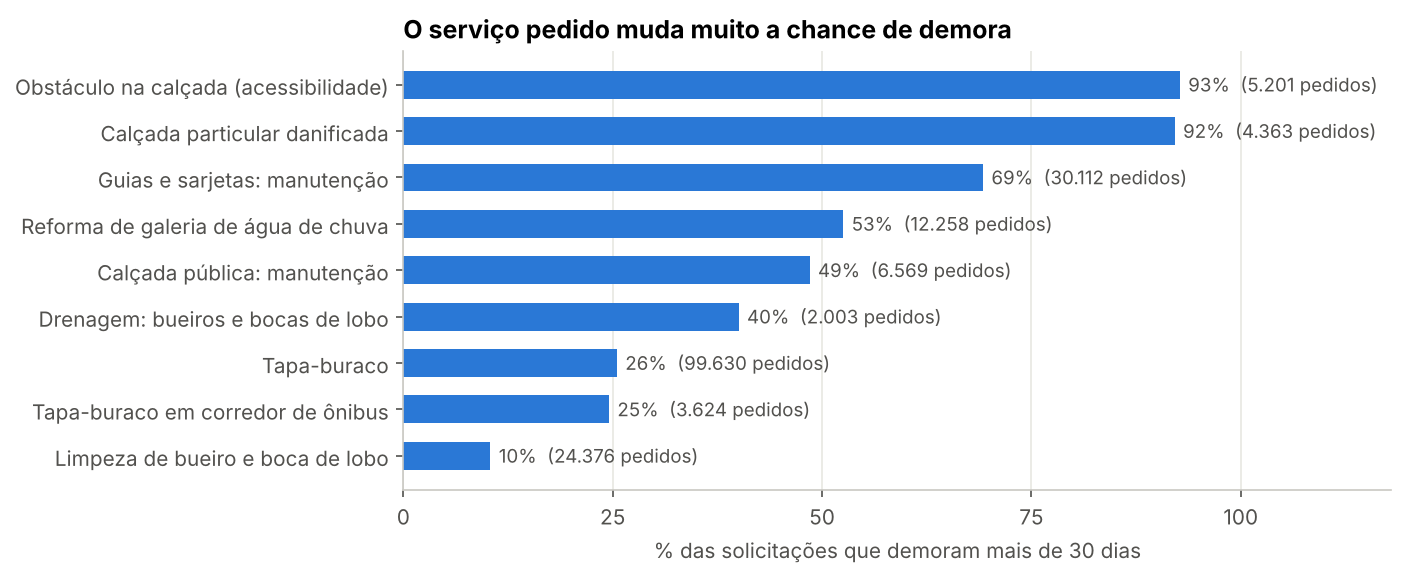 O serviço pedido muda muito a chance de demora
Obstáculo na calçada (acessibilidade) 93% (5.201 pedidos)
Calçada particular danificada 92% (4.363 pedidos)
Guias e sarjetas: manutenção 69% (30.112 pedidos)
Reforma de galeria de água de chuva 53% (12.258 pedidos)
Calçada pública: manutenção 49% (6.569 pedidos)
Drenagem: bueiros e bocas de lobo 40% (2.003 pedidos)
Tapa-buraco 26% (99.630 pedidos)
Tapa-buraco em corredor de ônibus 25% (3.624 pedidos)
Limpeza de bueiro e boca de lobo 10% (24.376 pedidos)
0 25 50 75 100
% das solicitações que demoram mais de 30 dias